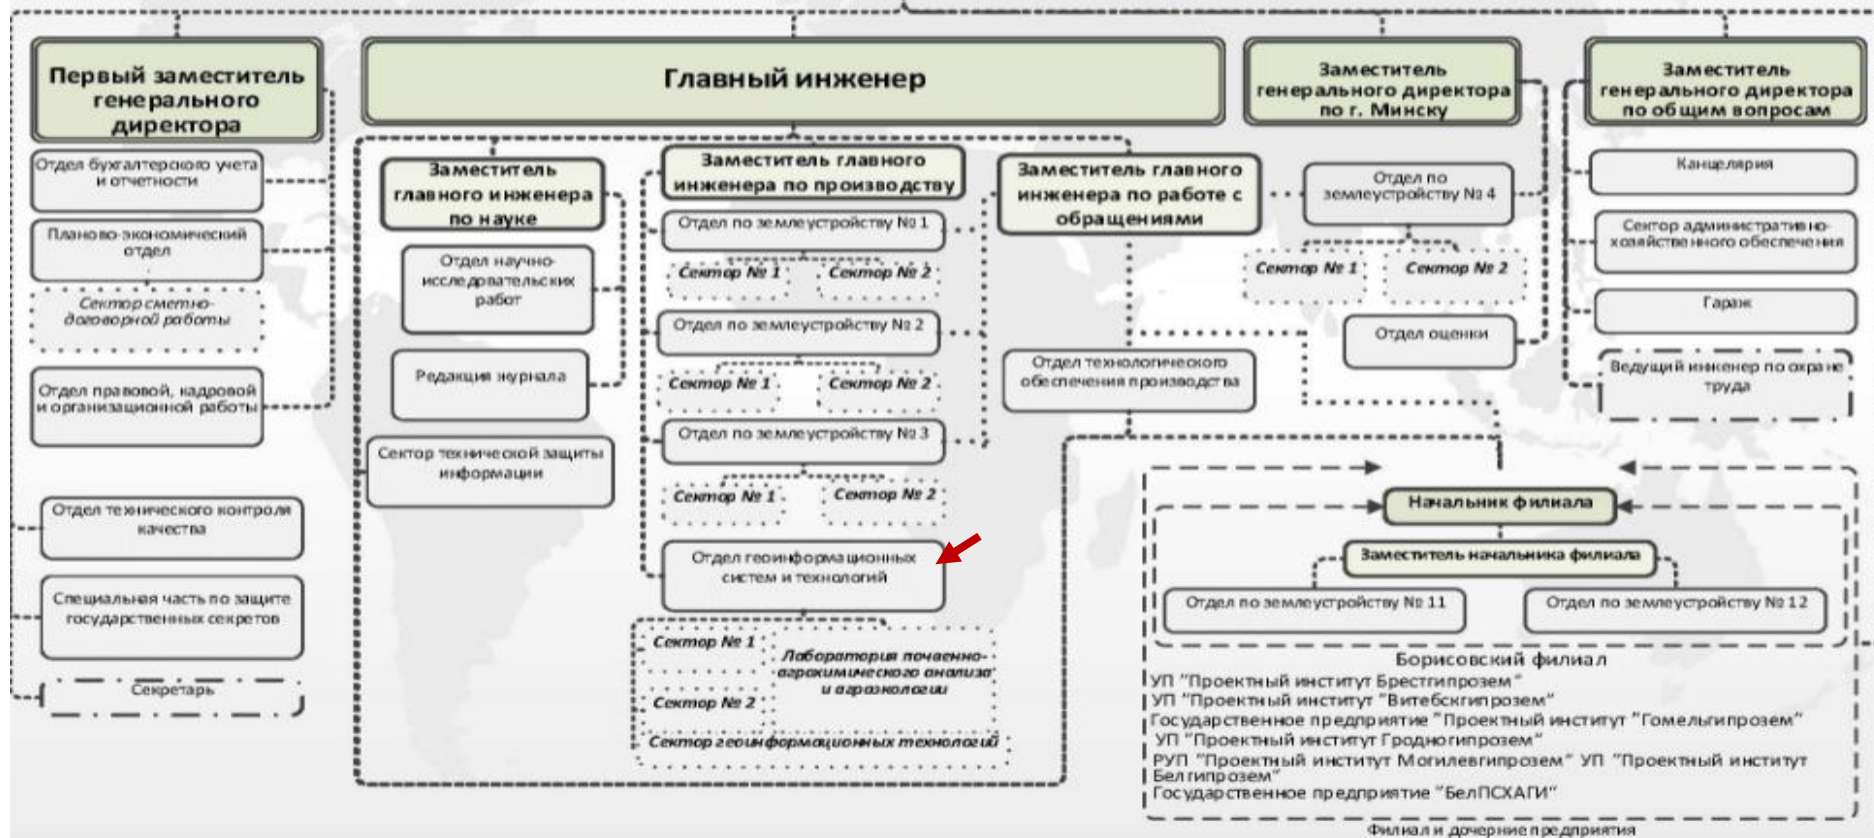 Первый заместитель
генерального
директора
Отдел бухгалтерского учета
и отчетности
Планово-экономический
отдел
Сектор сметно-
договорной работы
Отдел правовой, кадровой
и организационной работы
Отдел технического контроля
качества
Специальная часть по защите
государственных секретов
Секретарь
Главный инженер
Заместитель
главного инженера
по науке
Отдел научно-
исследовательских
работ
Редакция журнала
Сектор технической защиты
информации
Заместитель главного
инженера по производству
Отдел по землеустройству № 1
Сектор № 1
Сектор № 2
Отдел по землеустройству № 2
Сектор № 1
Сектор № 2
Отдел по землеустройству № 3
Сектор № 1
Сектор № 2
Отдел геоинформационных
систем и технологий
Сектор № 1
Сектор № 2
Лаборатория почвенно-
агрохимического анализа
и агроэкологии
Сектор геоинформационных технологий
Заместитель главного
инженера по работе с
обращениями
Отдел технологического
обеспечения производства
Заместитель
генерального директора
по г. Минску
Отдел по
землеустройству № 4
Сектор № 1
Сектор № 2
Отдел оценки
Заместитель
генерального директора
по общим вопросам
Канцелярия
Сектор административно-
хозяйственного обеспечения
Гараж
Ведущий инженер по охране
труда
Начальник филиала
Заместитель начальника филиала
Отдел по землеустройству № 11
Отдел по землеустройству № 12
Борисовский филиал
УП "Проектный институт Брестгипрозем"
УП "Проектный институт "Витебскгипрозем"
Государственное предприятие "Проектный институт "Гомельгипрозем"
УП "Проектный институт Гродногипрозем"
РУП "Проектный институт Могилевгипрозем" УП "Проектный институт
Белгипрозем"
Государственное предприятие "БелПСХАГИ"
Филиал и дочерние предприятия